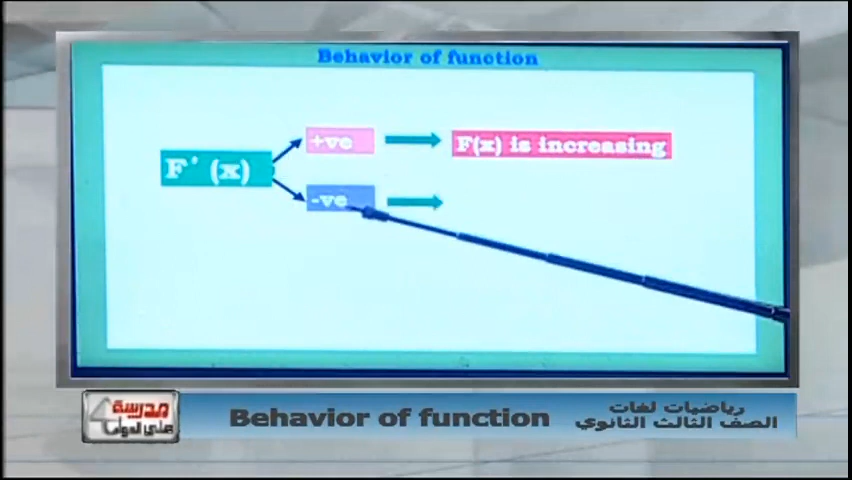 Behavior of function
F' (x)
+ve
F(x) is increasing
-ve
مدرسة
على الهواء
Behavior of function
رياضيات لغات
الصف الثالث الثانوي